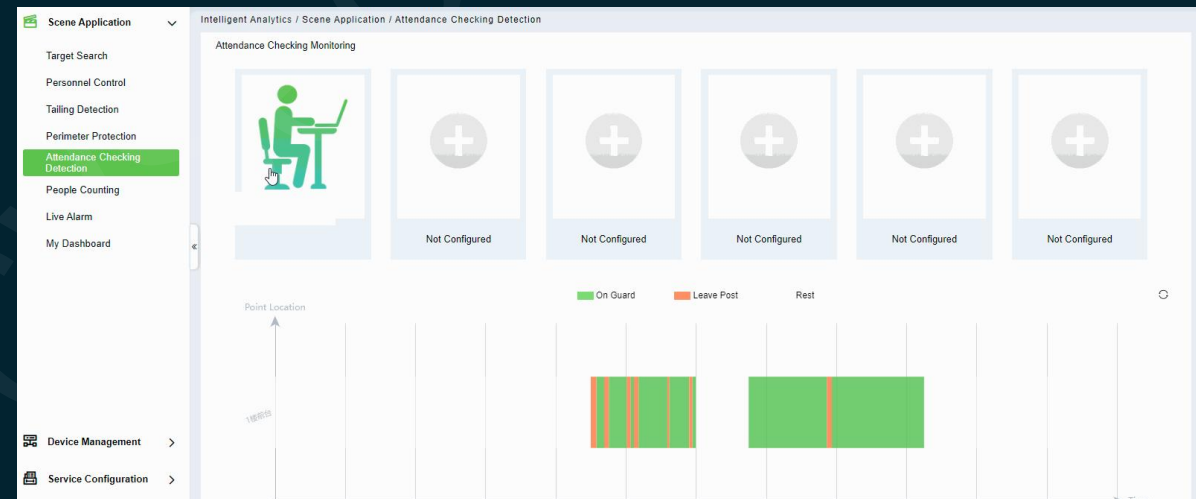 Scene Application
Target Search
Personnel Control
Tailing Detection
Perimeter Protection
Attendance Checking
Detection
People Counting
Live Alarm
My Dashboard
Device Management
Service Configuration
Intelligent Analytics / Scene Application / Attendance Checking Detection
Attendance Checking Monitoring
Not Configured
Not Configured
Not Configured
Not Configured
Not Configured
On Guard
Leave Post
Rest
Point Location